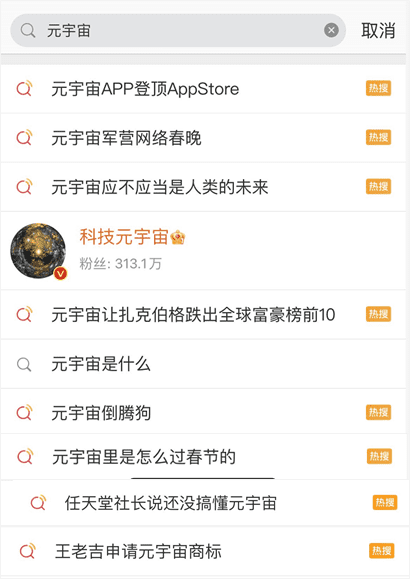 元宇宙
取消
元宇宙APP登顶AppStore
热搜
元宇宙军营网络春晚
热搜
元宇宙应不应当是人类的未来
热搜
科技元宇宙
粉丝: 313.1万
元宇宙让扎克伯格跌出全球富豪榜前10
热搜
元宇宙是什么
元宇宙倒腾狗
热搜
元宇宙里是怎么过春节的
热搜
任天堂社长说还没搞懂元宇宙
热搜
王老吉申请元宇宙商标
热搜